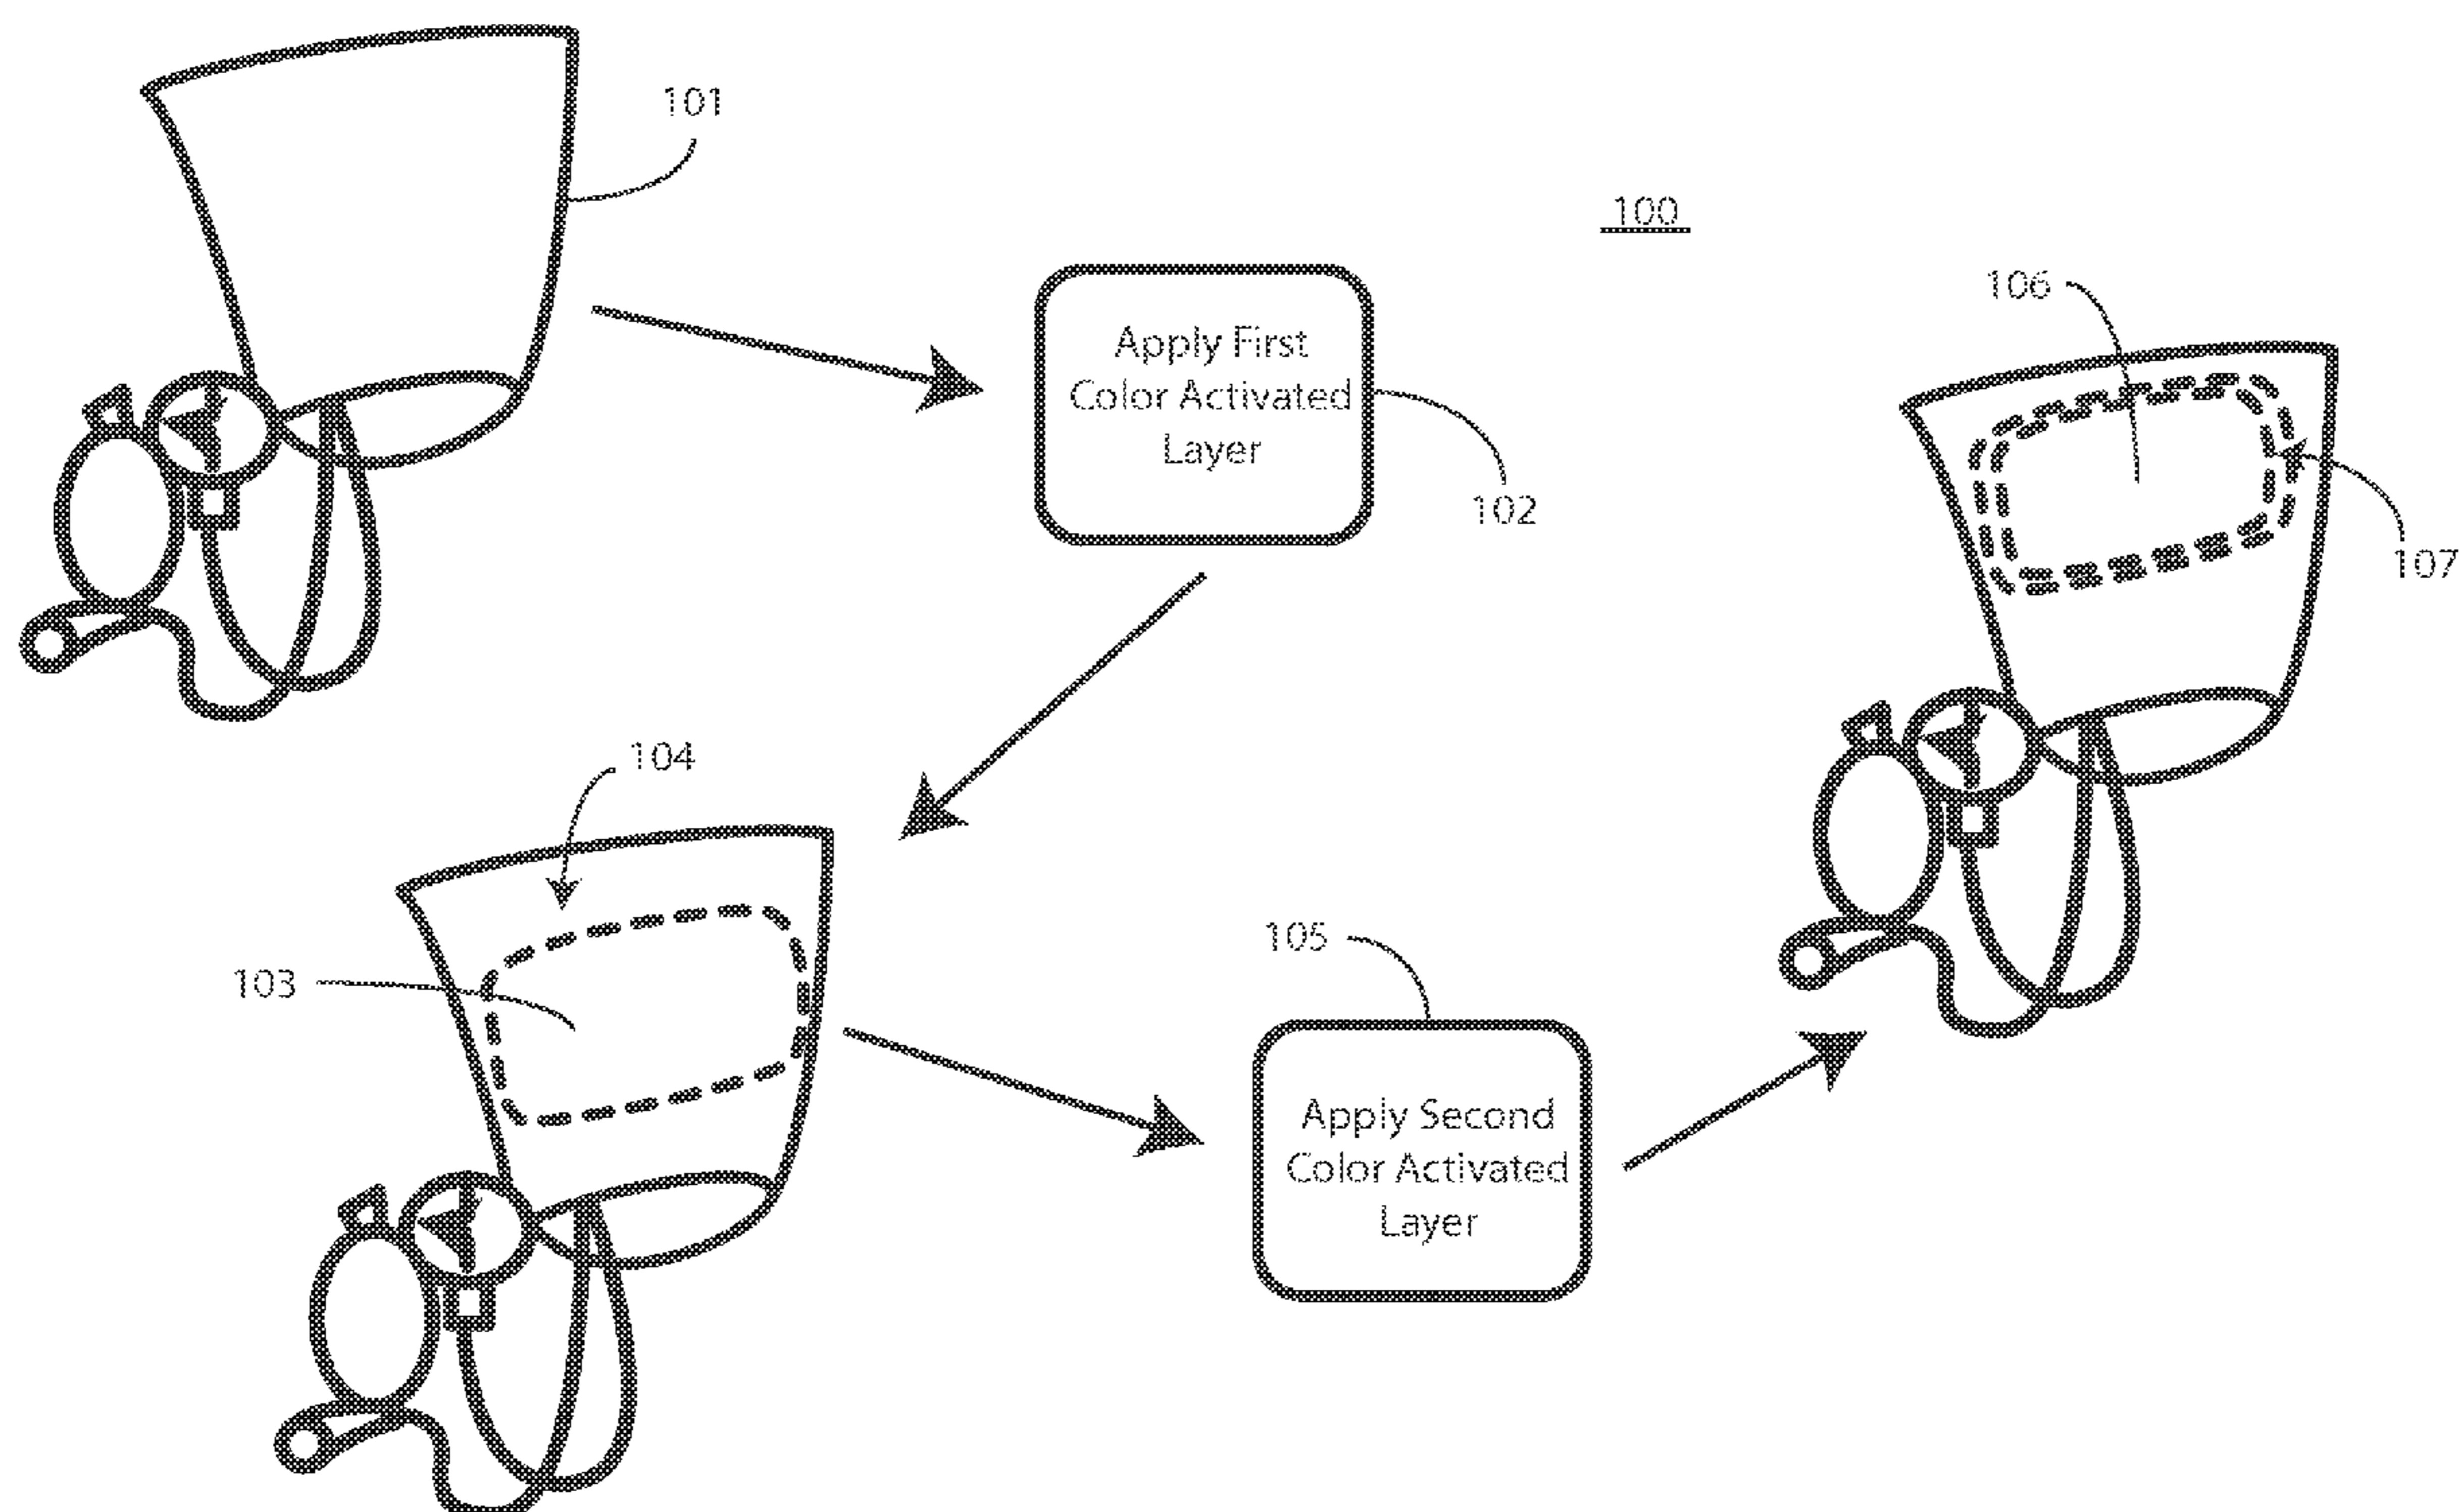 101
100
106
Apply First
Color Activated
Layer
102
107
104
105
103
Apply Second
Color Activated
Layer